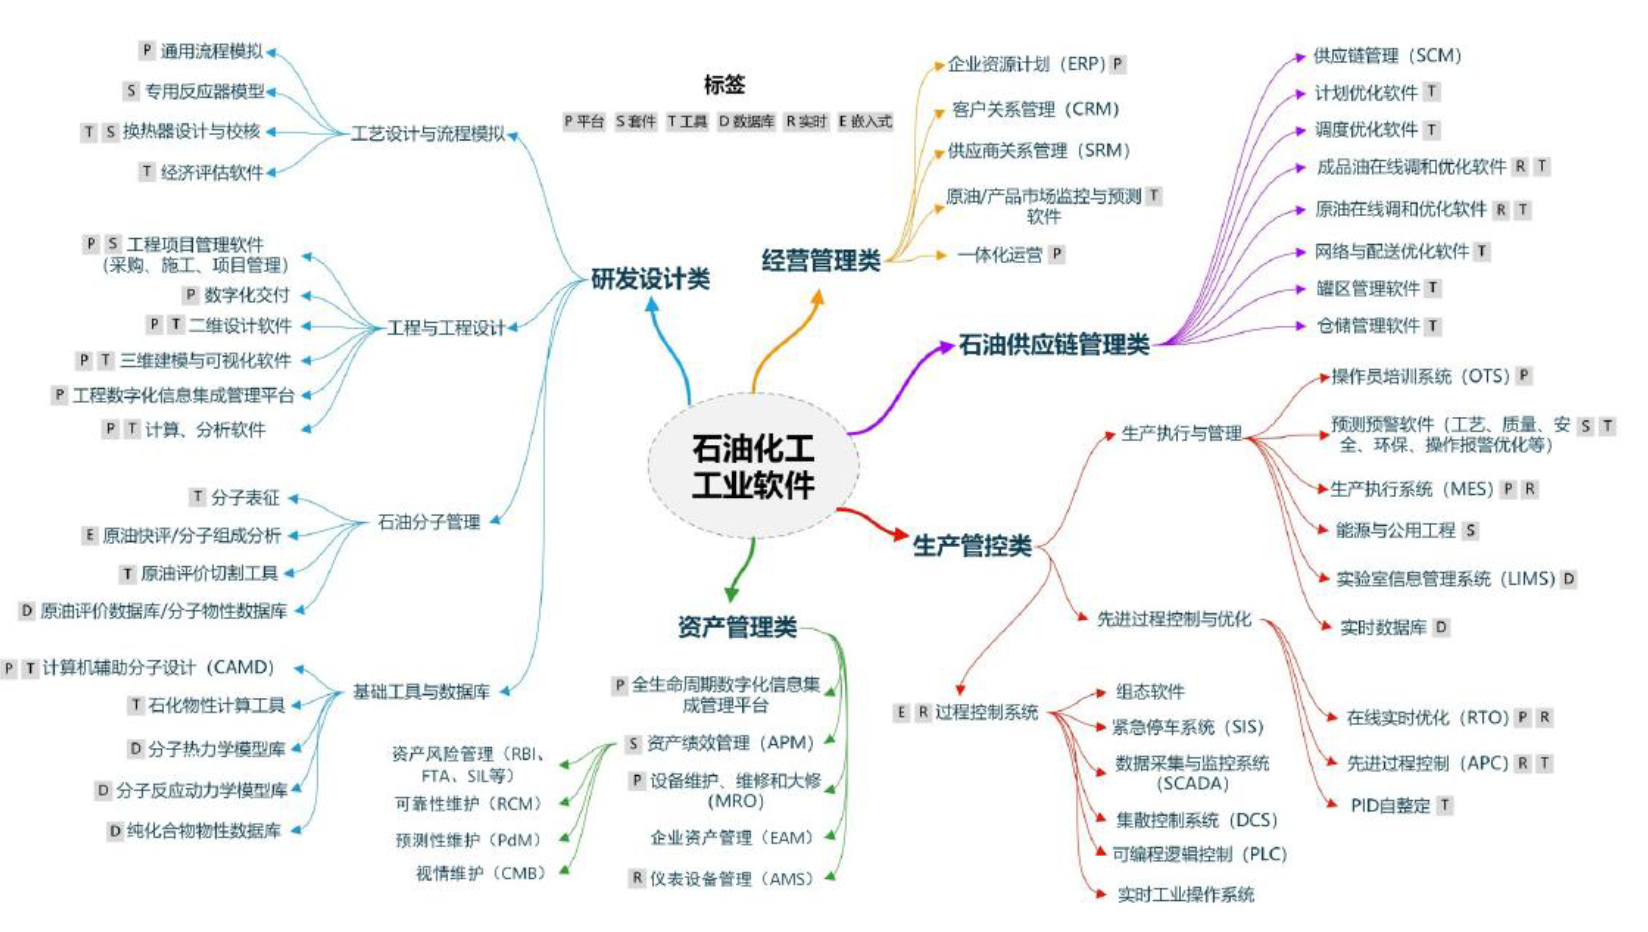 标签
P 平台 S 套件 T 工具 D 数据库 R 实时 E 嵌入式
石油化工
工业软件
研发设计类
工艺设计与流程模拟
P 通用流程模拟
S 专用反应器模型
T S 换热器设计与校核
T 经济评估软件
工程与工程设计
P S 工程项目管理软件
（采购、施工、项目管理）
P 数字化交付
P T 二维设计软件
P T 三维建模与可视化软件
P 工程数字化信息集成管理平台
P T 计算、分析软件
石油分子管理
T 分子表征
E 原油快评/分子组成分析
T 原油评价切割工具
D 原油评价数据库/分子物性数据库
基础工具与数据库
P T 计算机辅助分子设计（CAMD）
T 石化物性计算工具
D 分子热力学模型库
D 分子反应动力学模型库
D 纯化合物物性数据库
经营管理类
企业资源计划（ERP） P
客户关系管理（CRM）
供应商关系管理（SRM）
原油/产品市场监控与预测 T
软件
一体化运营 P
石油供应链管理类
供应链管理（SCM）
计划优化软件 T
调度优化软件 T
成品油在线调和优化软件 R T
原油在线调和优化软件 R T
网络与配送优化软件 T
罐区管理软件 T
仓储管理软件 T
生产管控类
生产执行与管理
操作员培训系统（OTS） P
预测预警软件（工艺、质量、安 S T
全、环保、操作报警优化等）
生产执行系统（MES） P R
能源与公用工程 S
实验室信息管理系统（LIMS） D
实时数据库 D
先进过程控制与优化
在线实时优化（RTO） P R
先进过程控制（APC） R T
PID自整定 T
E R 过程控制系统
组态软件
紧急停车系统（SIS）
数据采集与监控系统
（SCADA）
集散控制系统（DCS）
可编程逻辑控制（PLC）
实时工业操作系统
资产管理类
P 全生命周期数字化信息集
成管理平台
S 资产绩效管理（APM）
资产风险管理（RBI、
FTA、SIL等）
可靠性维护（RCM）
预测性维护（PdM）
视情维护（CMB）
P 设备维护、维修和大修
（MRO）
企业资产管理（EAM）
R 仪表设备管理（AMS）